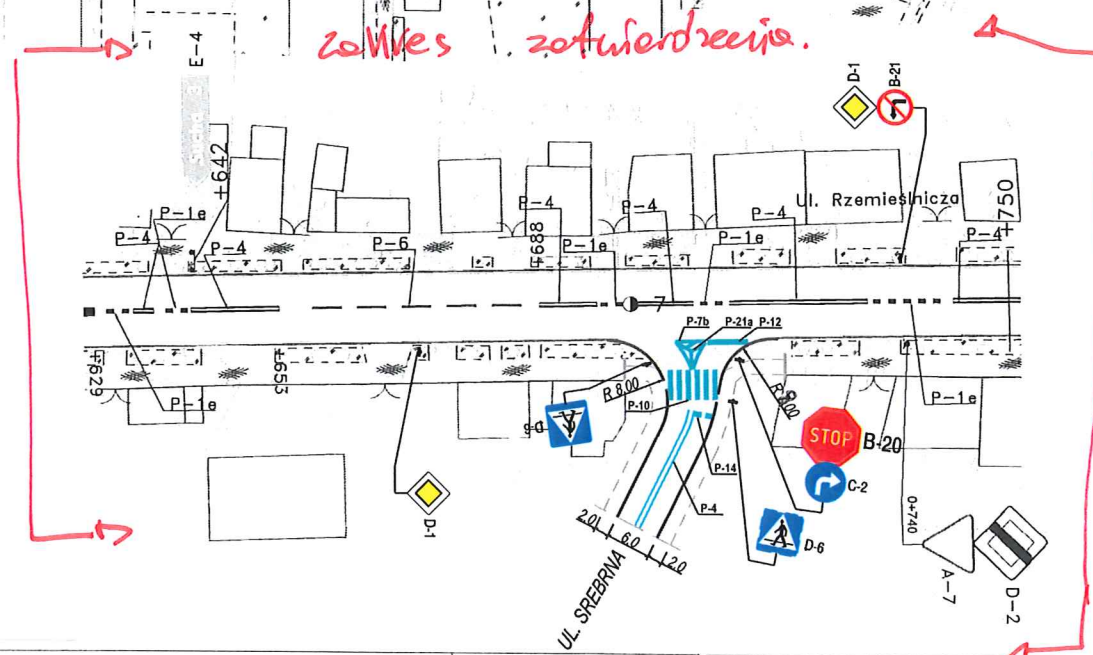 zakres zatwierdzenia.
E-4
D-1
B-21
+642
P-1e
P-4
P-4
P-6
P-4
+688
P-1e
P-4
P-1e
P-4
Ul. Rzemieślnicza
P-4
+750
7
P-7b
P-21a
P-12
+629
+653
P-1e
R 8.00
R 8.00
P-10
D-6
STOP
B-20
C-2
P-1e
P-14
P-4
D-1
2.0
6.0
2.0
UL. SREBRNA
D-6
0+740
A-7
D-2